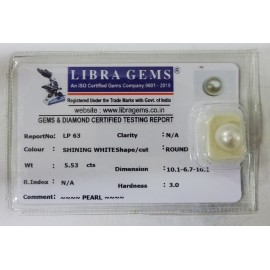 LIBRA GEMS
An ISO Certified Gems Company 9001 - 2015
Registered Under the Trade Marks with Govt. of India
website : www.libragems.co.in
GEMS & DIAMOND CERTIFIED TESTING REPORT
ReportNo: LP 63 Clarity : N/A
Colour : SHINING WHITE Shape/cut : ROUND
Wt : 5.53 cts Dimension : 10.1-6.7-10.1
R.Index : N/A Hardness : 3.0
Comment : ~~~~ PEARL ~~~~